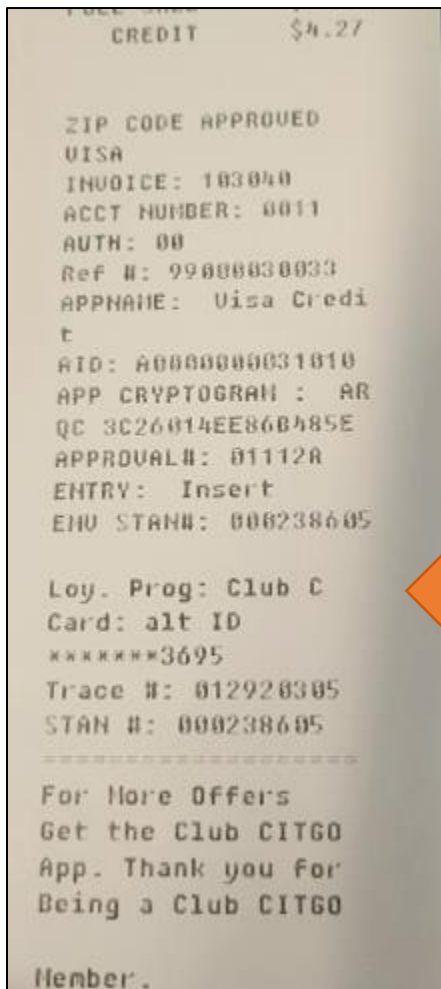 CREDIT $4.27
ZIP CODE APPROVED
VISA
INVOICE: 103040
ACCT NUMBER: 0011
AUTH: 00
Ref #: 99080030033
APPNAME: Visa Credi
t
AID: A0000000031010
APP CRYPTOGRAM : AR
QC 3C26014EE86B485E
APPROVAL#: 01112A
ENTRY: Insert
EMV STAN#: 000238605
Loy. Prog: Club C
Card: alt ID
*******3695
Trace #: 012920305
STAN #: 000238605
===================
For More Offers
Get the Club CITGO
App. Thank you for
Being a Club CITGO
Member.